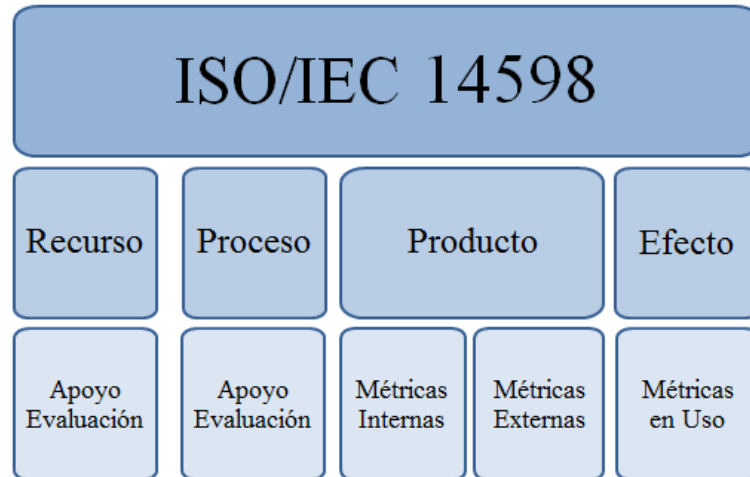 ISO/IEC 14598
Recurso
Proceso
Producto
Efecto
Apoyo
Evaluación
Apoyo
Evaluación
Métricas
Internas
Métricas
Externas
Métricas
en Uso